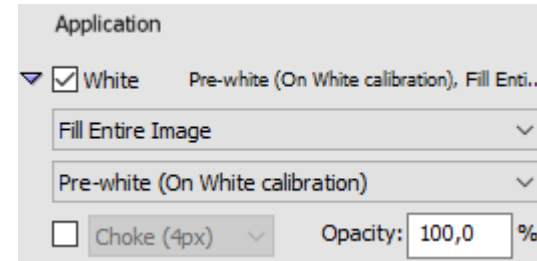 Application
White Pre-white (On White calibration), Fill Enti..
Fill Entire Image
Pre-white (On White calibration)
Choke (4px) Opacity: 100,0 %